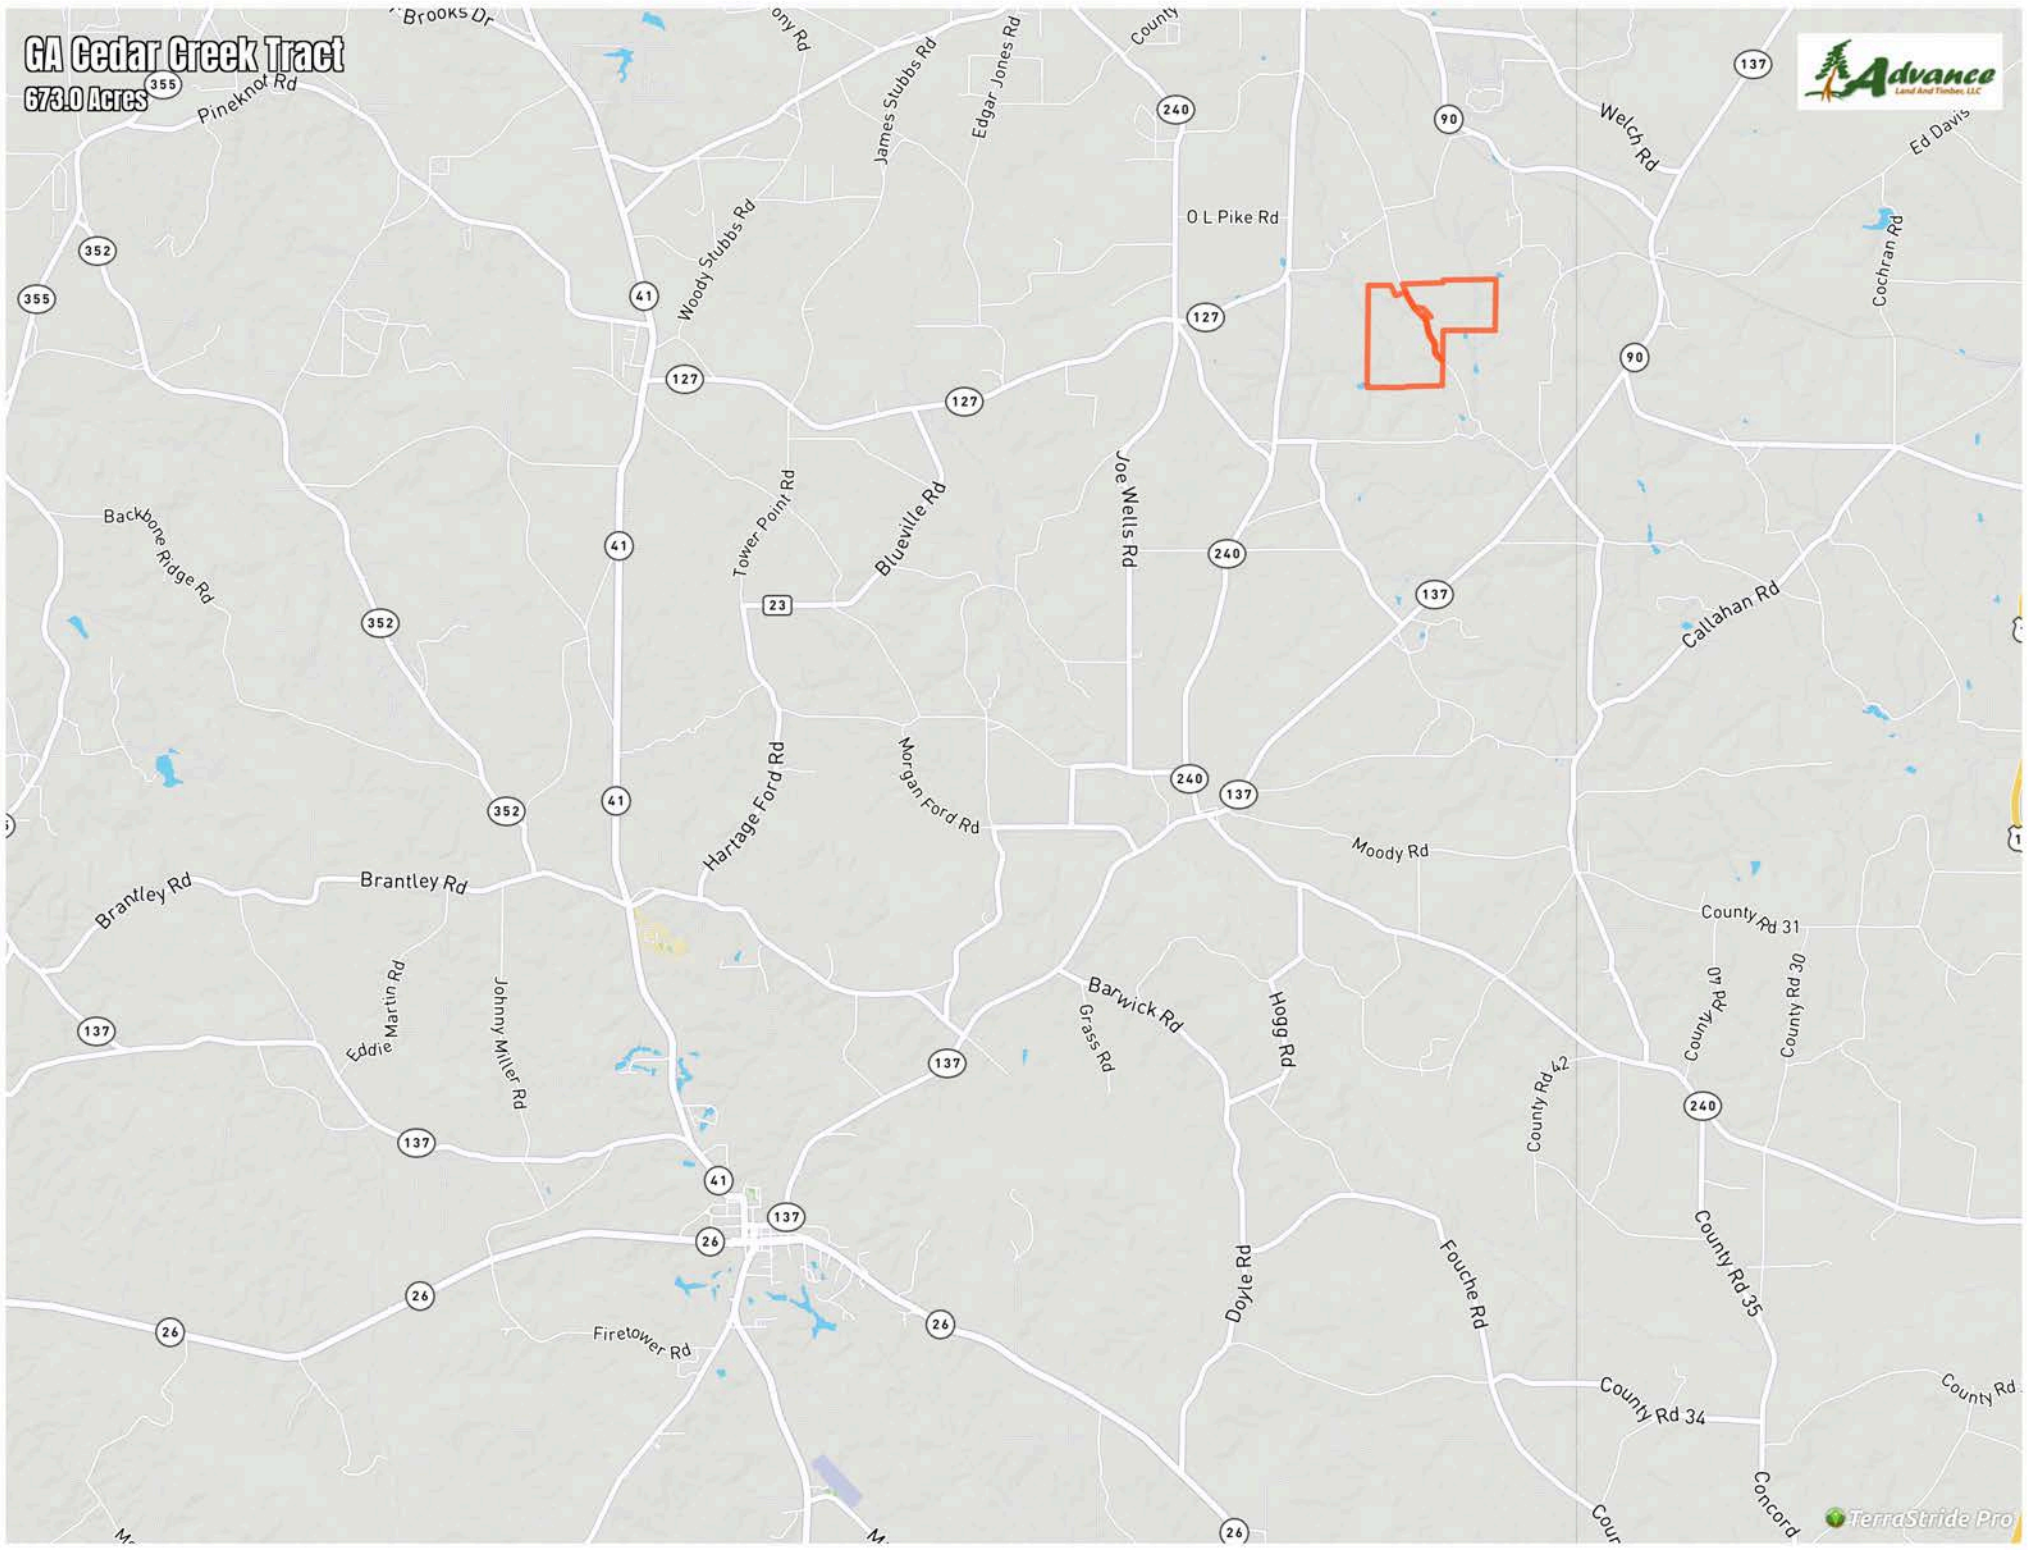 GA Cedar Creek Tract
673.0 Acres
355
Pineknot Rd
Brooks Dr
ony Rd
James Stubbs Rd
Edgar Jones Rd
County
240
90
Welch Rd
137
Advance
Land And Timber, LLC
Ed Davis
352
355
41
Woody Stubbs Rd
O L Pike Rd
127
Cochran Rd
127
127
90
Backbone Ridge Rd
41
Tower Point Rd
Blueville Rd
Joe Wells Rd
240
23
352
137
Callahan Rd
352
41
Hartage Ford Rd
Morgan Ford Rd
240
137
Moody Rd
1
Brantley Rd
Brantley Rd
County Rd 31
County Rd 40
County Rd 30
Eddie Martin Rd
Johnny Miller Rd
Barwick Rd
Grass Rd
Hogg Rd
137
137
County Rd 42
240
137
41
137
26
26
26
26
Firetower Rd
Doyle Rd
Fouche Rd
County Rd 35
County Rd 34
County Rd
Concord
Cour
M
26
TerraStride Pro